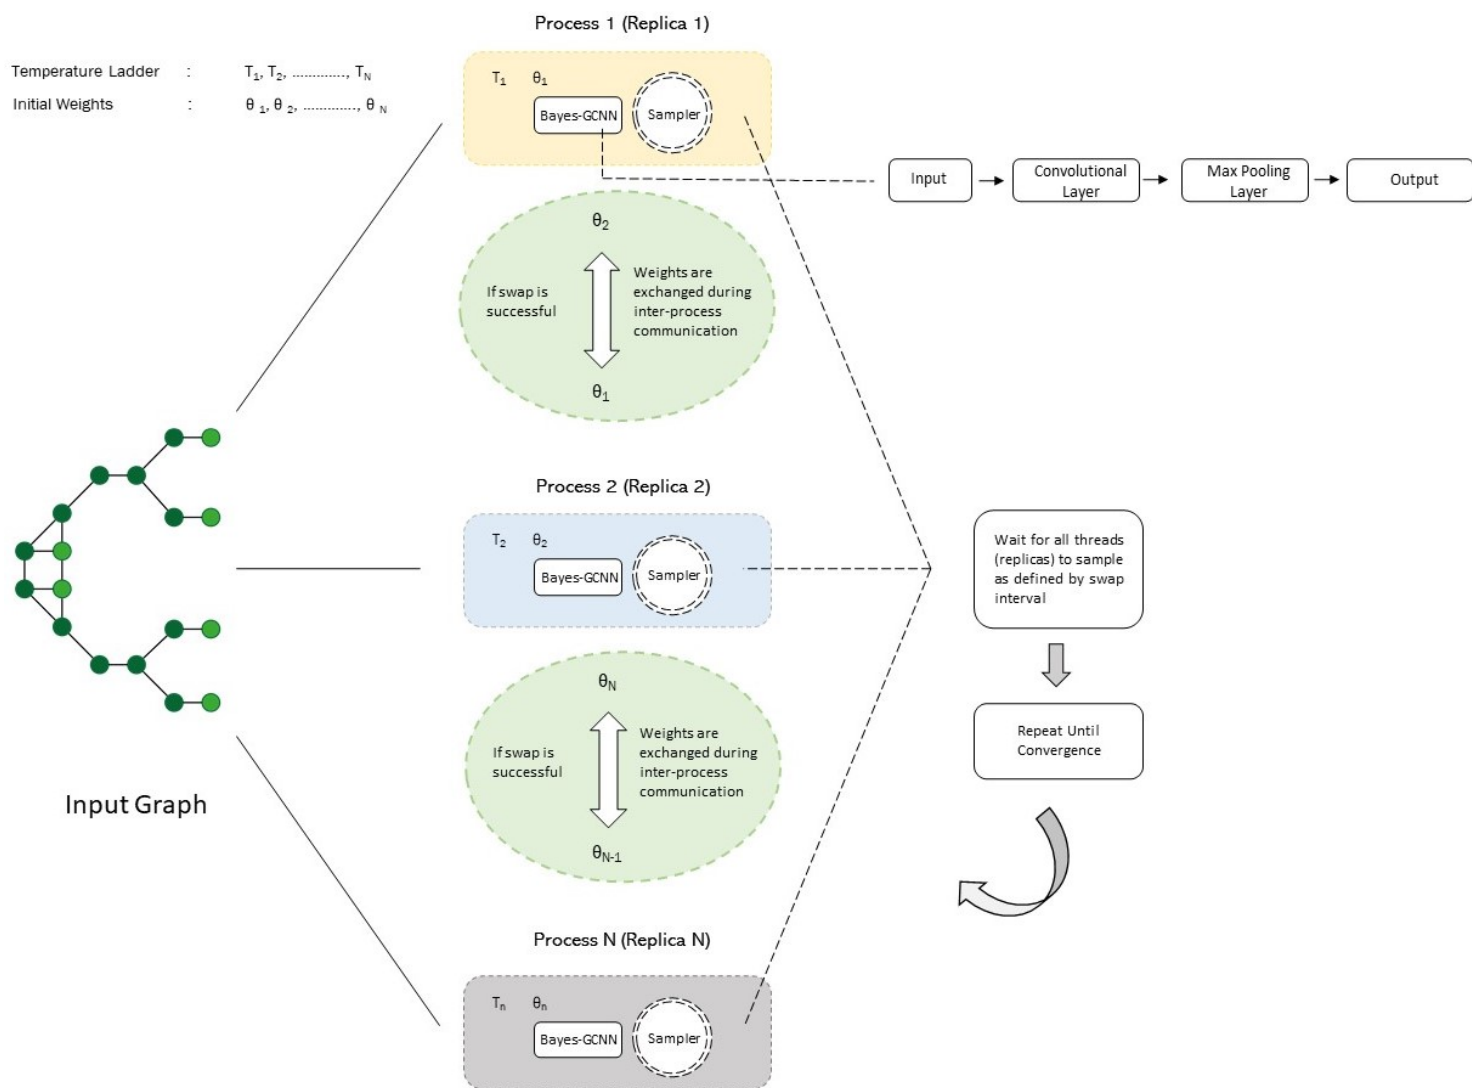 Process 1 (Replica 1)
Temperature Ladder : T1, T2, ............, TN
Initial Weights : θ 1, θ 2, ............, θ N
T1 θ1
Bayes-GCNN
Sampler
Input
Convolutional
Layer
Max Pooling
Layer
Output
θ2
If swap is
successful
Weights are
exchanged during
inter-process
communication
θ1
Process 2 (Replica 2)
T2 θ2
Bayes-GCNN
Sampler
Wait for all threads
(replicas) to sample
as defined by swap
interval
θN
If swap is
successful
Weights are
exchanged during
inter-process
communication
θN-1
Repeat Until
Convergence
Input Graph
Process N (Replica N)
Tn θn
Bayes-GCNN
Sampler